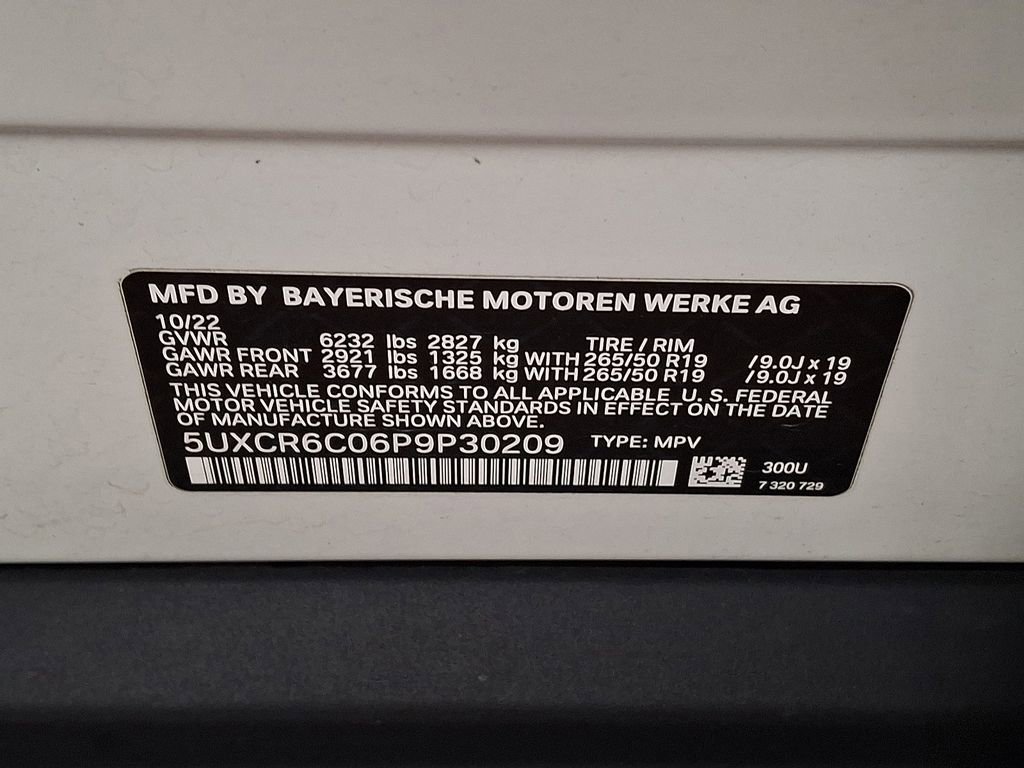 MFD BY BAYERISCHE MOTOREN WERKE AG
10/22
GVWR 6232 lbs 2827 kg TIRE / RIM
GAWR FRONT 2921 lbs 1325 kg WITH 265/50 R19 /9.0J x 19
GAWR REAR 3677 lbs 1668 kg WITH 265/50 R19 /9.0J x 19
THIS VEHICLE CONFORMS TO ALL APPLICABLE U. S. FEDERAL
MOTOR VEHICLE SAFETY STANDARDS IN EFFECT ON THE DATE
OF MANUFACTURE SHOWN ABOVE.
5UXCR6C06P9P30209 TYPE: MPV
300U
7 320 729